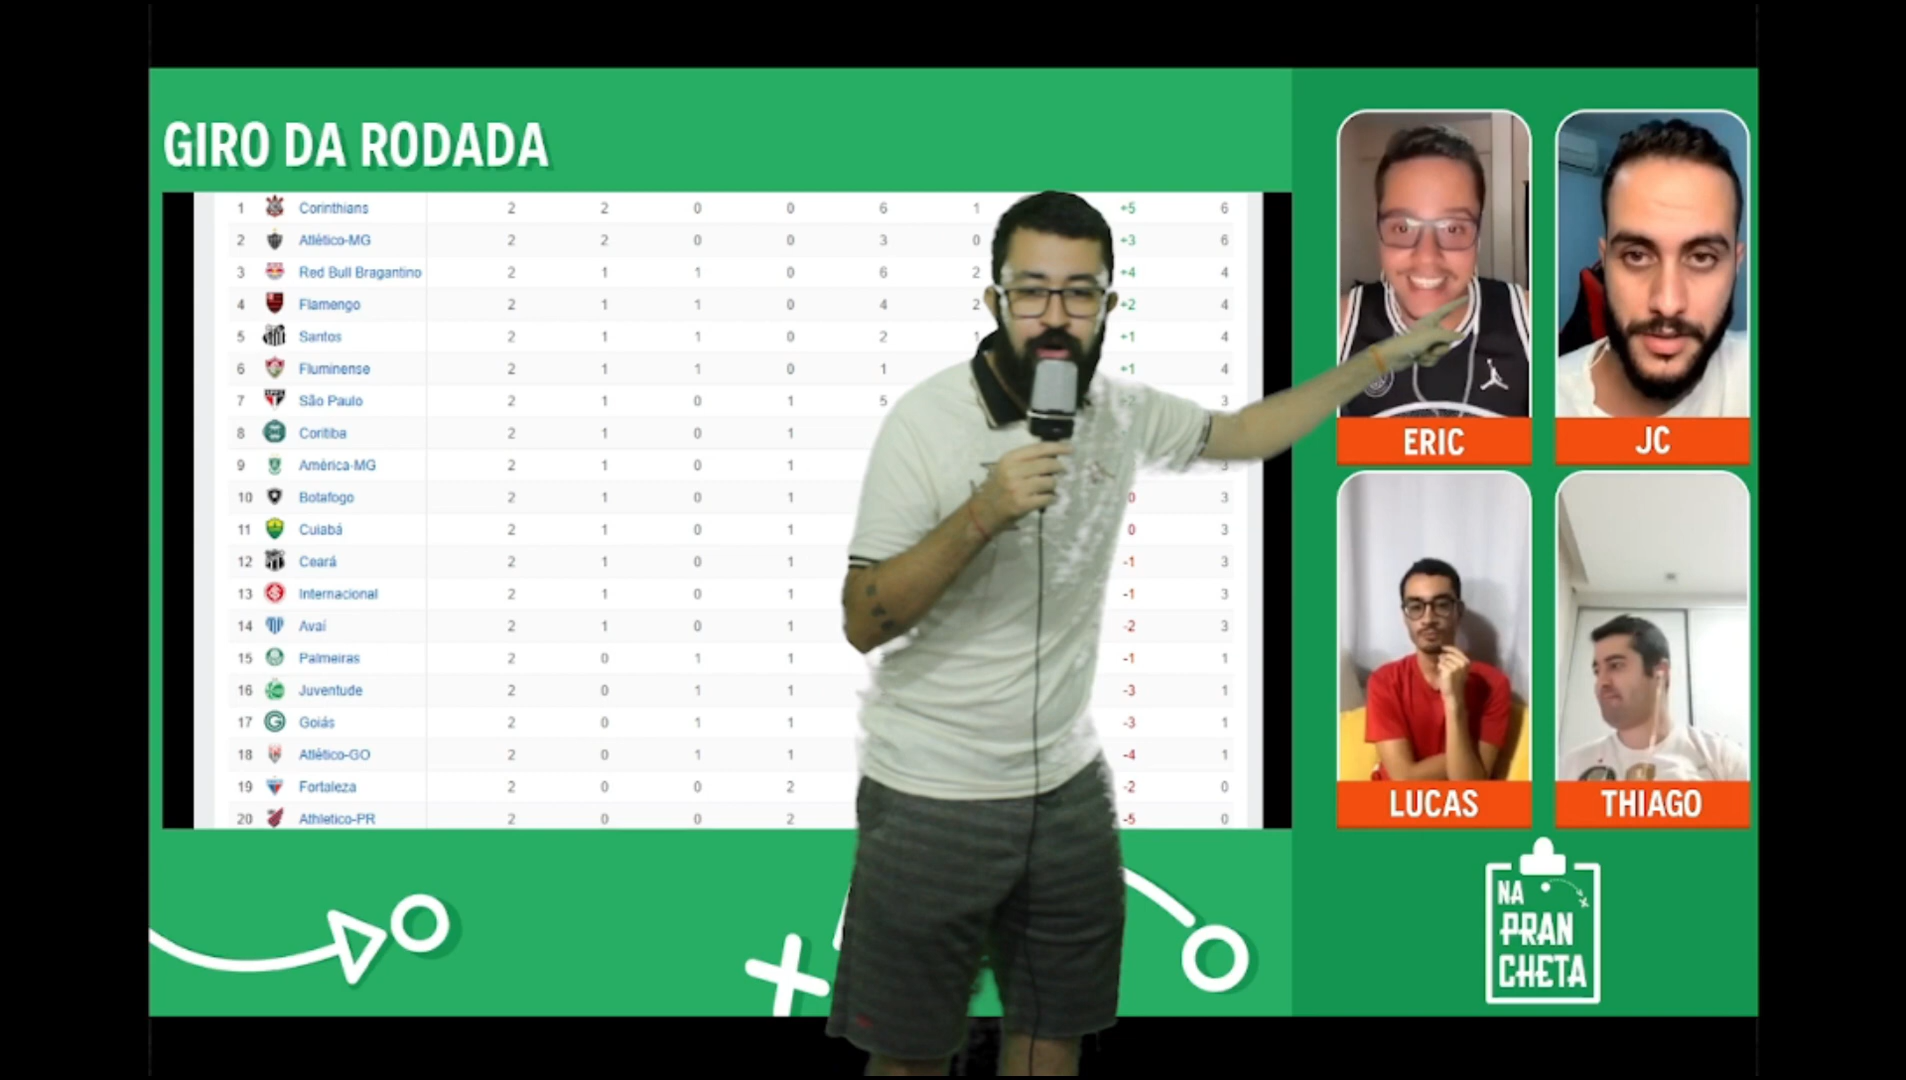 GIRO DA RODADA
1 Corinthians 2 2 0 0 6 1 +5 6
2 Atlético-MG 2 2 0 0 3 0 +3 6
3 Red Bull Bragantino 2 1 1 0 6 2 +4 4
4 Flamengo 2 1 1 0 4 2 +2 4
5 Santos 2 1 1 0 2 1 +1 4
6 Fluminense 2 1 1 0 1 +1 4
7 São Paulo 2 1 0 1 5 +2 3
8 Coritiba 2 1 0 1
9 América-MG 2 1 0 1 3
10 Botafogo 2 1 0 1 0 3
11 Cuiabá 2 1 0 1 0 3
12 Ceará 2 1 0 1 -1 3
13 Internacional 2 1 0 1 -1 3
14 Avaí 2 1 0 1 -2 3
15 Palmeiras 2 0 1 1 -1 1
16 Juventude 2 0 1 1 -3 1
17 Goiás 2 0 1 1 -3 1
18 Atlético-GO 2 0 1 1 -4 1
19 Fortaleza 2 0 0 2 -2 0
20 Athletico-PR 2 0 0 2 -5 0
ERIC
JC
LUCAS
THIAGO
NA
PRAN
CHETA